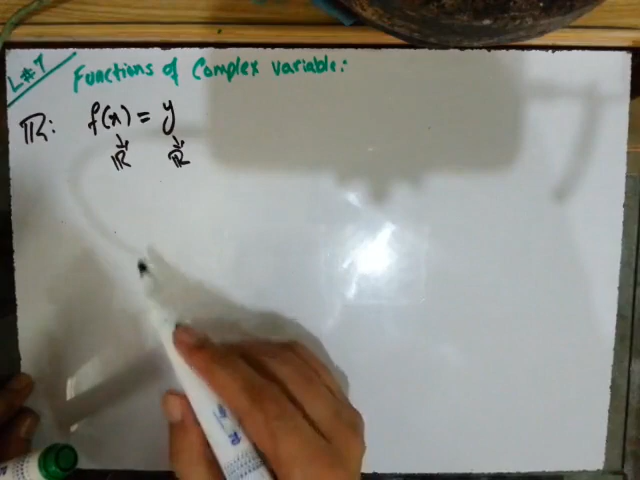 L#7
Functions of Complex variable:
ℝ: f(x) = y
ℝ ℝ